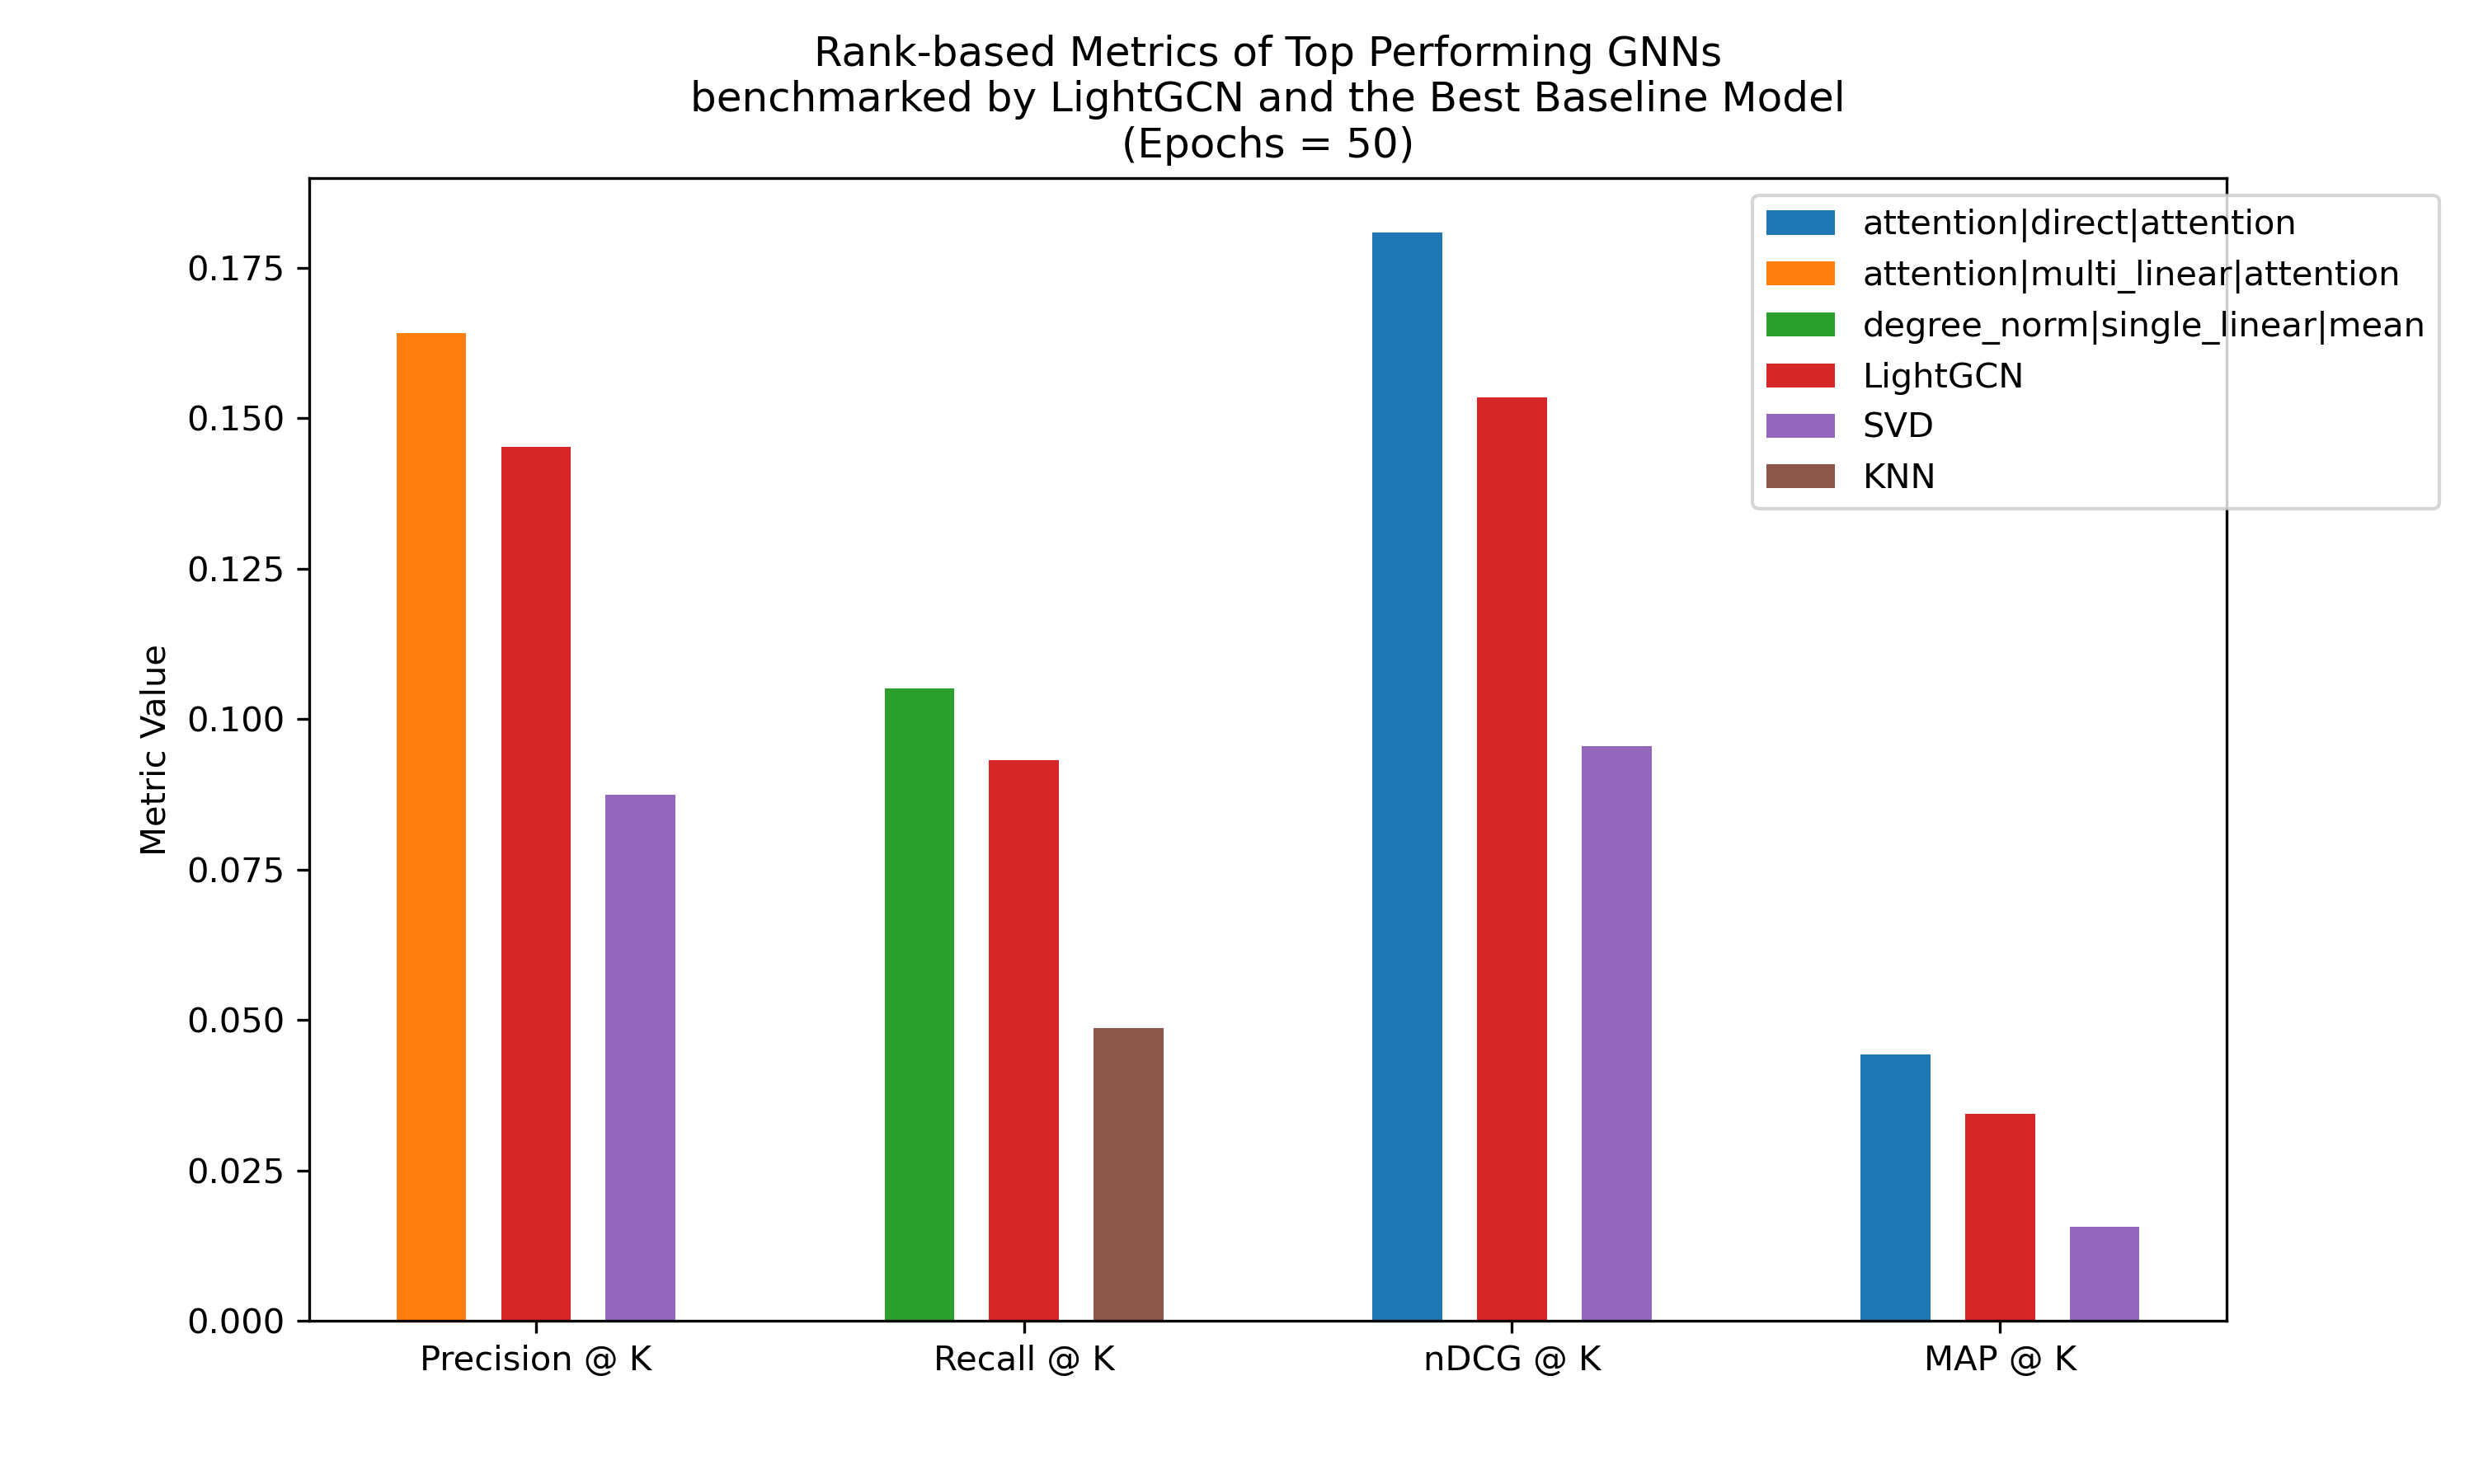 Rank-based Metrics of Top Performing GNNs
benchmarked by LightGCN and the Best Baseline Model
(Epochs = 50)
attention|direct|attention
attention|multi_linear|attention
degree_norm|single_linear|mean
LightGCN
SVD
KNN
Metric Value
0.175
0.150
0.125
0.100
0.075
0.050
0.025
0.000
Precision @ K
Recall @ K
nDCG @ K
MAP @ K